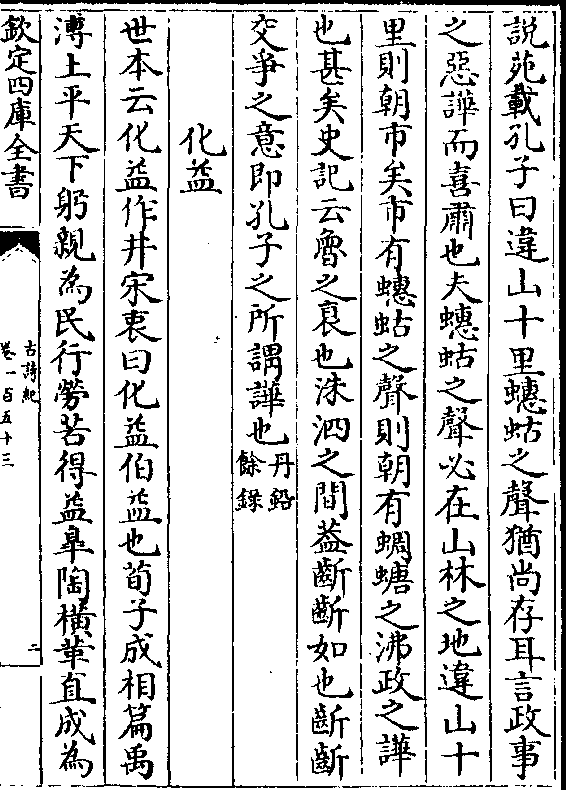 說苑載孔子曰違山十里蟪蛄之聲猶尚存耳言政事
之惡譁而喜肅也夫蟪蛄之聲必在山林之地違山十
里則朝市矣市有蟪蛄之聲則朝有蜩螗之沸政之譁
也甚矣史記云魯之衰也洙泗之間葢齗齗如也齗齗
交爭之意即孔子之所謂譁也丹鉛
餘錄
化益
世本云化益作井宋衷曰化益伯益也荀子成相篇禹
溥土平天下躬親為民行勞苦得益臯陶橫革直成為
欽定四庫全書
古詩紀
卷一百五十三
二